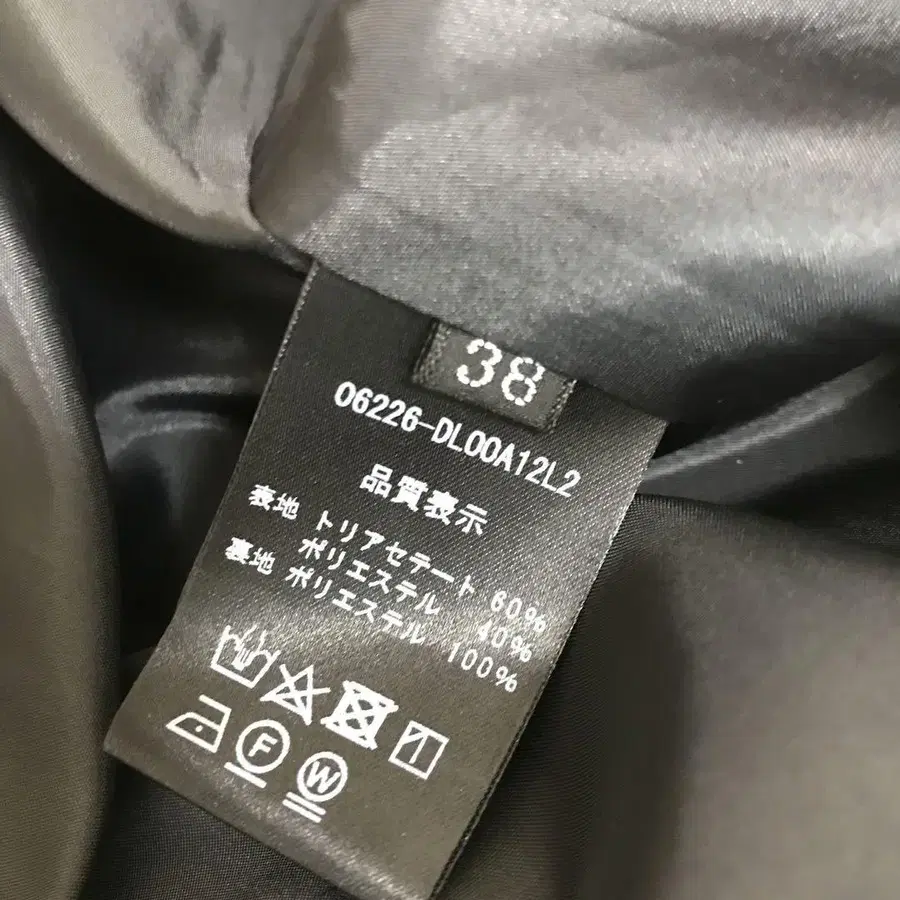 38
06226-DL00A12L2
品質表示
表地 トリアセテート 60%
ポリエステル 40%
裏地 ポリエステル 100%
F
W